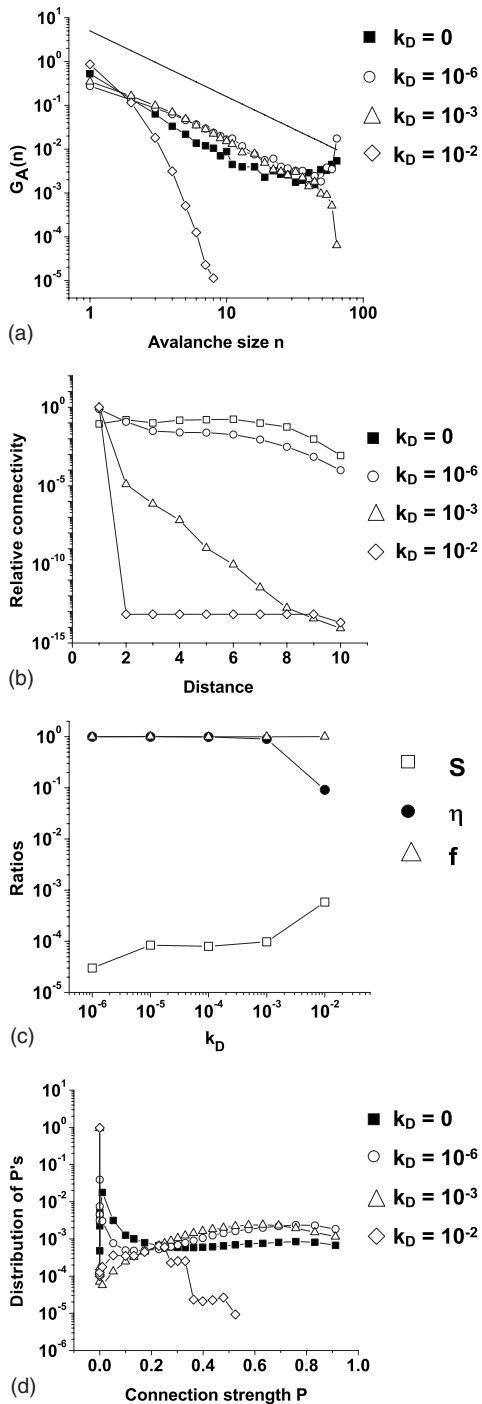 10^1
10^0
10^-1
10^-2
10^-3
10^-4
10^-5
G_A(n)
1
10
100
Avalanche size n
k_D = 0
k_D = 10^-6
k_D = 10^-3
k_D = 10^-2
(a)
10^0
10^-5
10^-10
10^-15
Relative connectivity
0
2
4
6
8
10
Distance
k_D = 0
k_D = 10^-6
k_D = 10^-3
k_D = 10^-2
(b)
10^0
10^-1
10^-2
10^-3
10^-4
10^-5
Ratios
10^-6
10^-5
10^-4
10^-3
10^-2
k_D
S
η
f
(c)
10^1
10^0
10^-1
10^-2
10^-3
10^-4
10^-5
10^-6
Distribution of P's
0.0
0.2
0.4
0.6
0.8
1.0
Connection strength P
k_D = 0
k_D = 10^-6
k_D = 10^-3
k_D = 10^-2
(d)